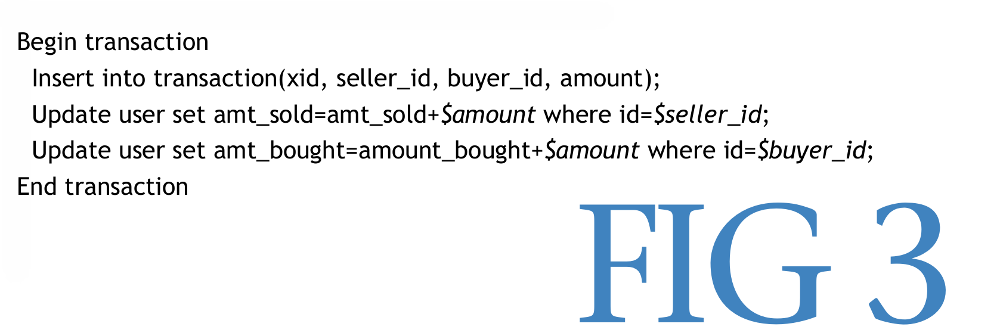 Begin transaction
Insert into transaction(xid, seller_id, buyer_id, amount);
Update user set amt_sold=amt_sold+$amount where id=$seller_id;
Update user set amt_bought=amount_bought+$amount where id=$buyer_id;
End transaction
FIG 3